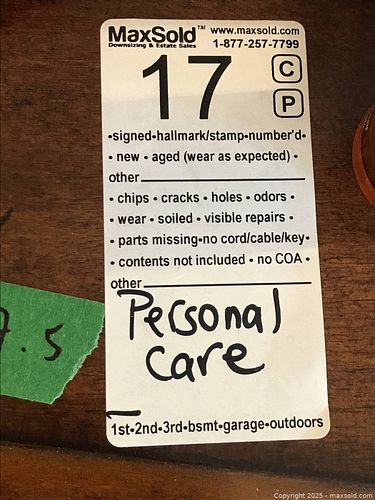 MaxSold™ www.maxsold.com
Downsizing & Estate Sales 1-877-257-7799
17 C
P
•signed•hallmark/stamp•number'd•
• new • aged (wear as expected) •
other
• chips • cracks • holes • odors •
• wear • soiled • visible repairs •
• parts missing•no cord/cable/key•
• contents not included • no COA •
other
Personal
care
1st•2nd•3rd•bsmt•garage•outdoors
.5
Copyright 2025 - maxsold.com